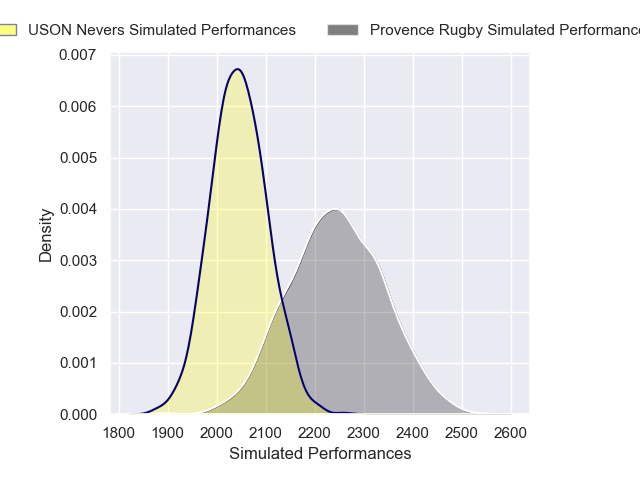 USON Nevers Simulated Performances
Provence Rugby Simulated Performance
0.007
0.006
0.005
0.004
0.003
0.002
0.001
0.000
Density
1800 1900 2000 2100 2200 2300 2400 2500 2600
Simulated Performances